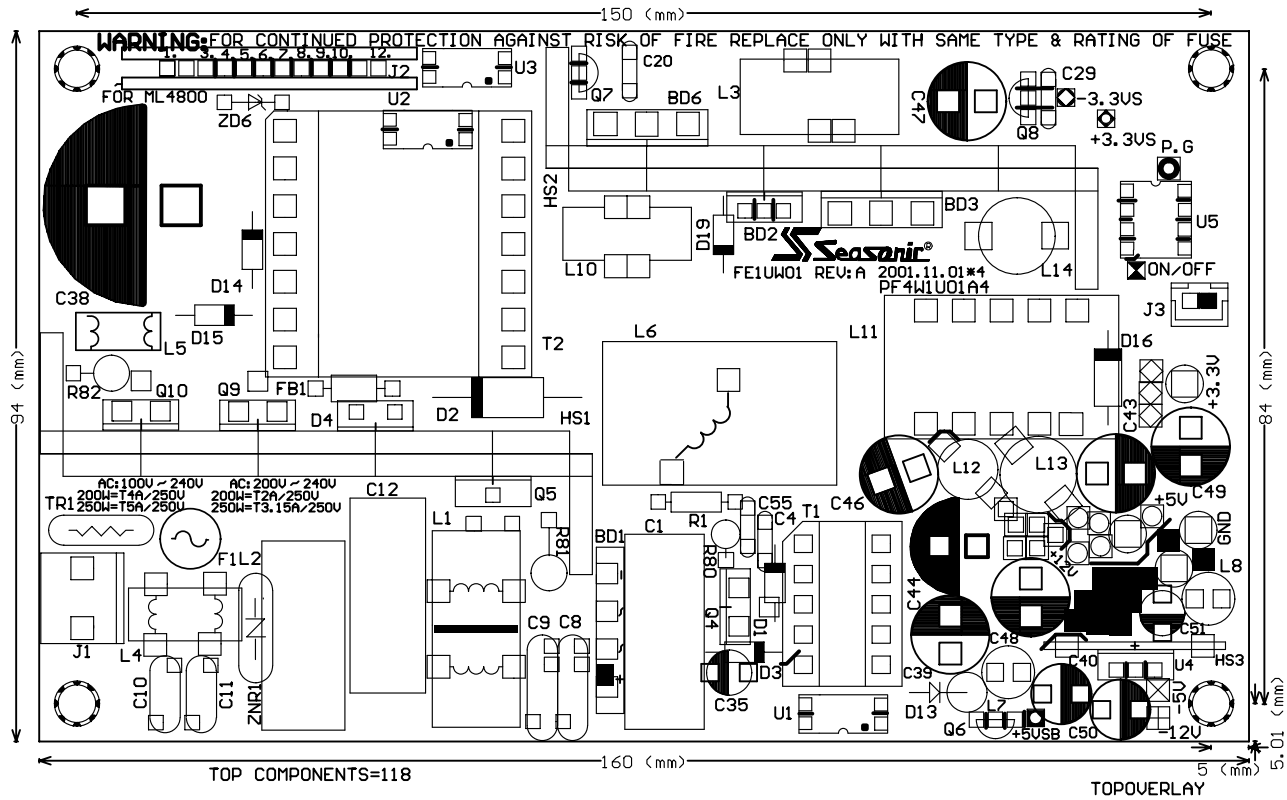 150 (mm)
WARNING:FOR CONTINUED PROTECTION AGAINST RISK OF FIRE REPLACE ONLY WITH SAME TYPE & RATING OF FUSE
1. 3. 4. 5. 6. 7. 8. 9. 10. 12.
J2
FOR ML4800
U3
U2
ZD6
Q7
C20
BD6
L3
C47
Q8
C29
-3.3VS
+3.3VS
P.G
U5
ON/OFF
J3
HS2
L10
D19
BD2
BD3
L14
Seasonic®
FE1UW01 REV:A 2001.11.01*4
PF4W1U01A4
C38
D14
D15
L5
T2
R82
Q10
Q9
FB1
D4
D2
HS1
L6
L11
D16
C43
+3.3V
94 (mm)
84 (mm)
AC:100V~240V
200W=T4A/250V
250W=T5A/250V
AC:200V~240V
200W=T2A/250V
250W=T3.15A/250V
TR1
F1
L2
C12
L1
Q5
R81
BD1
C1
R1
C55
C4
T1
C46
L12
L13
C49
+5V
GND
+12V
L8
J1
L4
C10
C11
ZNR1
C9
C8
- ~ ~ +
R80
Q4
D1
D3
C35
U1
C44
C39
C48
C51
C40
U4
HS3
D13
Q6
L7
+5VSB
C50
-5V
-12V
TOP COMPONENTS=118
160 (mm)
5 (mm)
5.01 (mm)
TOPOVERLAY